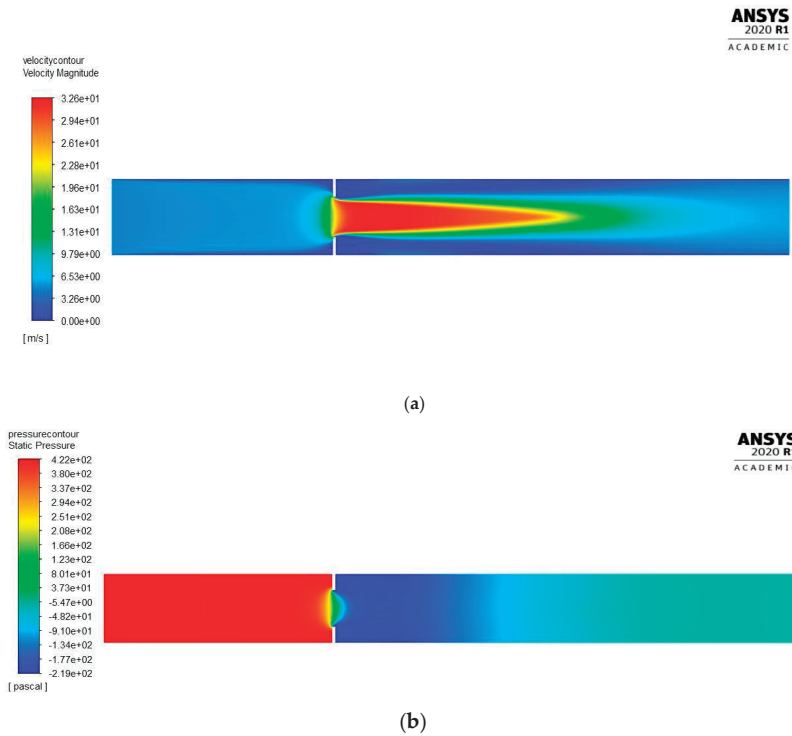 ANSYS
2020 R1
ACADEMIC
velocitycontour
Velocity Magnitude
3.26e+01
2.94e+01
2.61e+01
2.28e+01
1.96e+01
1.63e+01
1.31e+01
9.79e+00
6.53e+00
3.26e+00
0.00e+00
[ m/s ]
(a)
pressurecontour
Static Pressure
ANSYS
2020 R
ACADEMIC
4.22e+02
3.80e+02
3.37e+02
2.94e+02
2.51e+02
2.08e+02
1.66e+02
1.23e+02
8.01e+01
3.73e+01
-5.47e+00
-4.82e+01
-9.10e+01
-1.34e+02
-1.77e+02
-2.19e+02
[ pascal ]
(b)